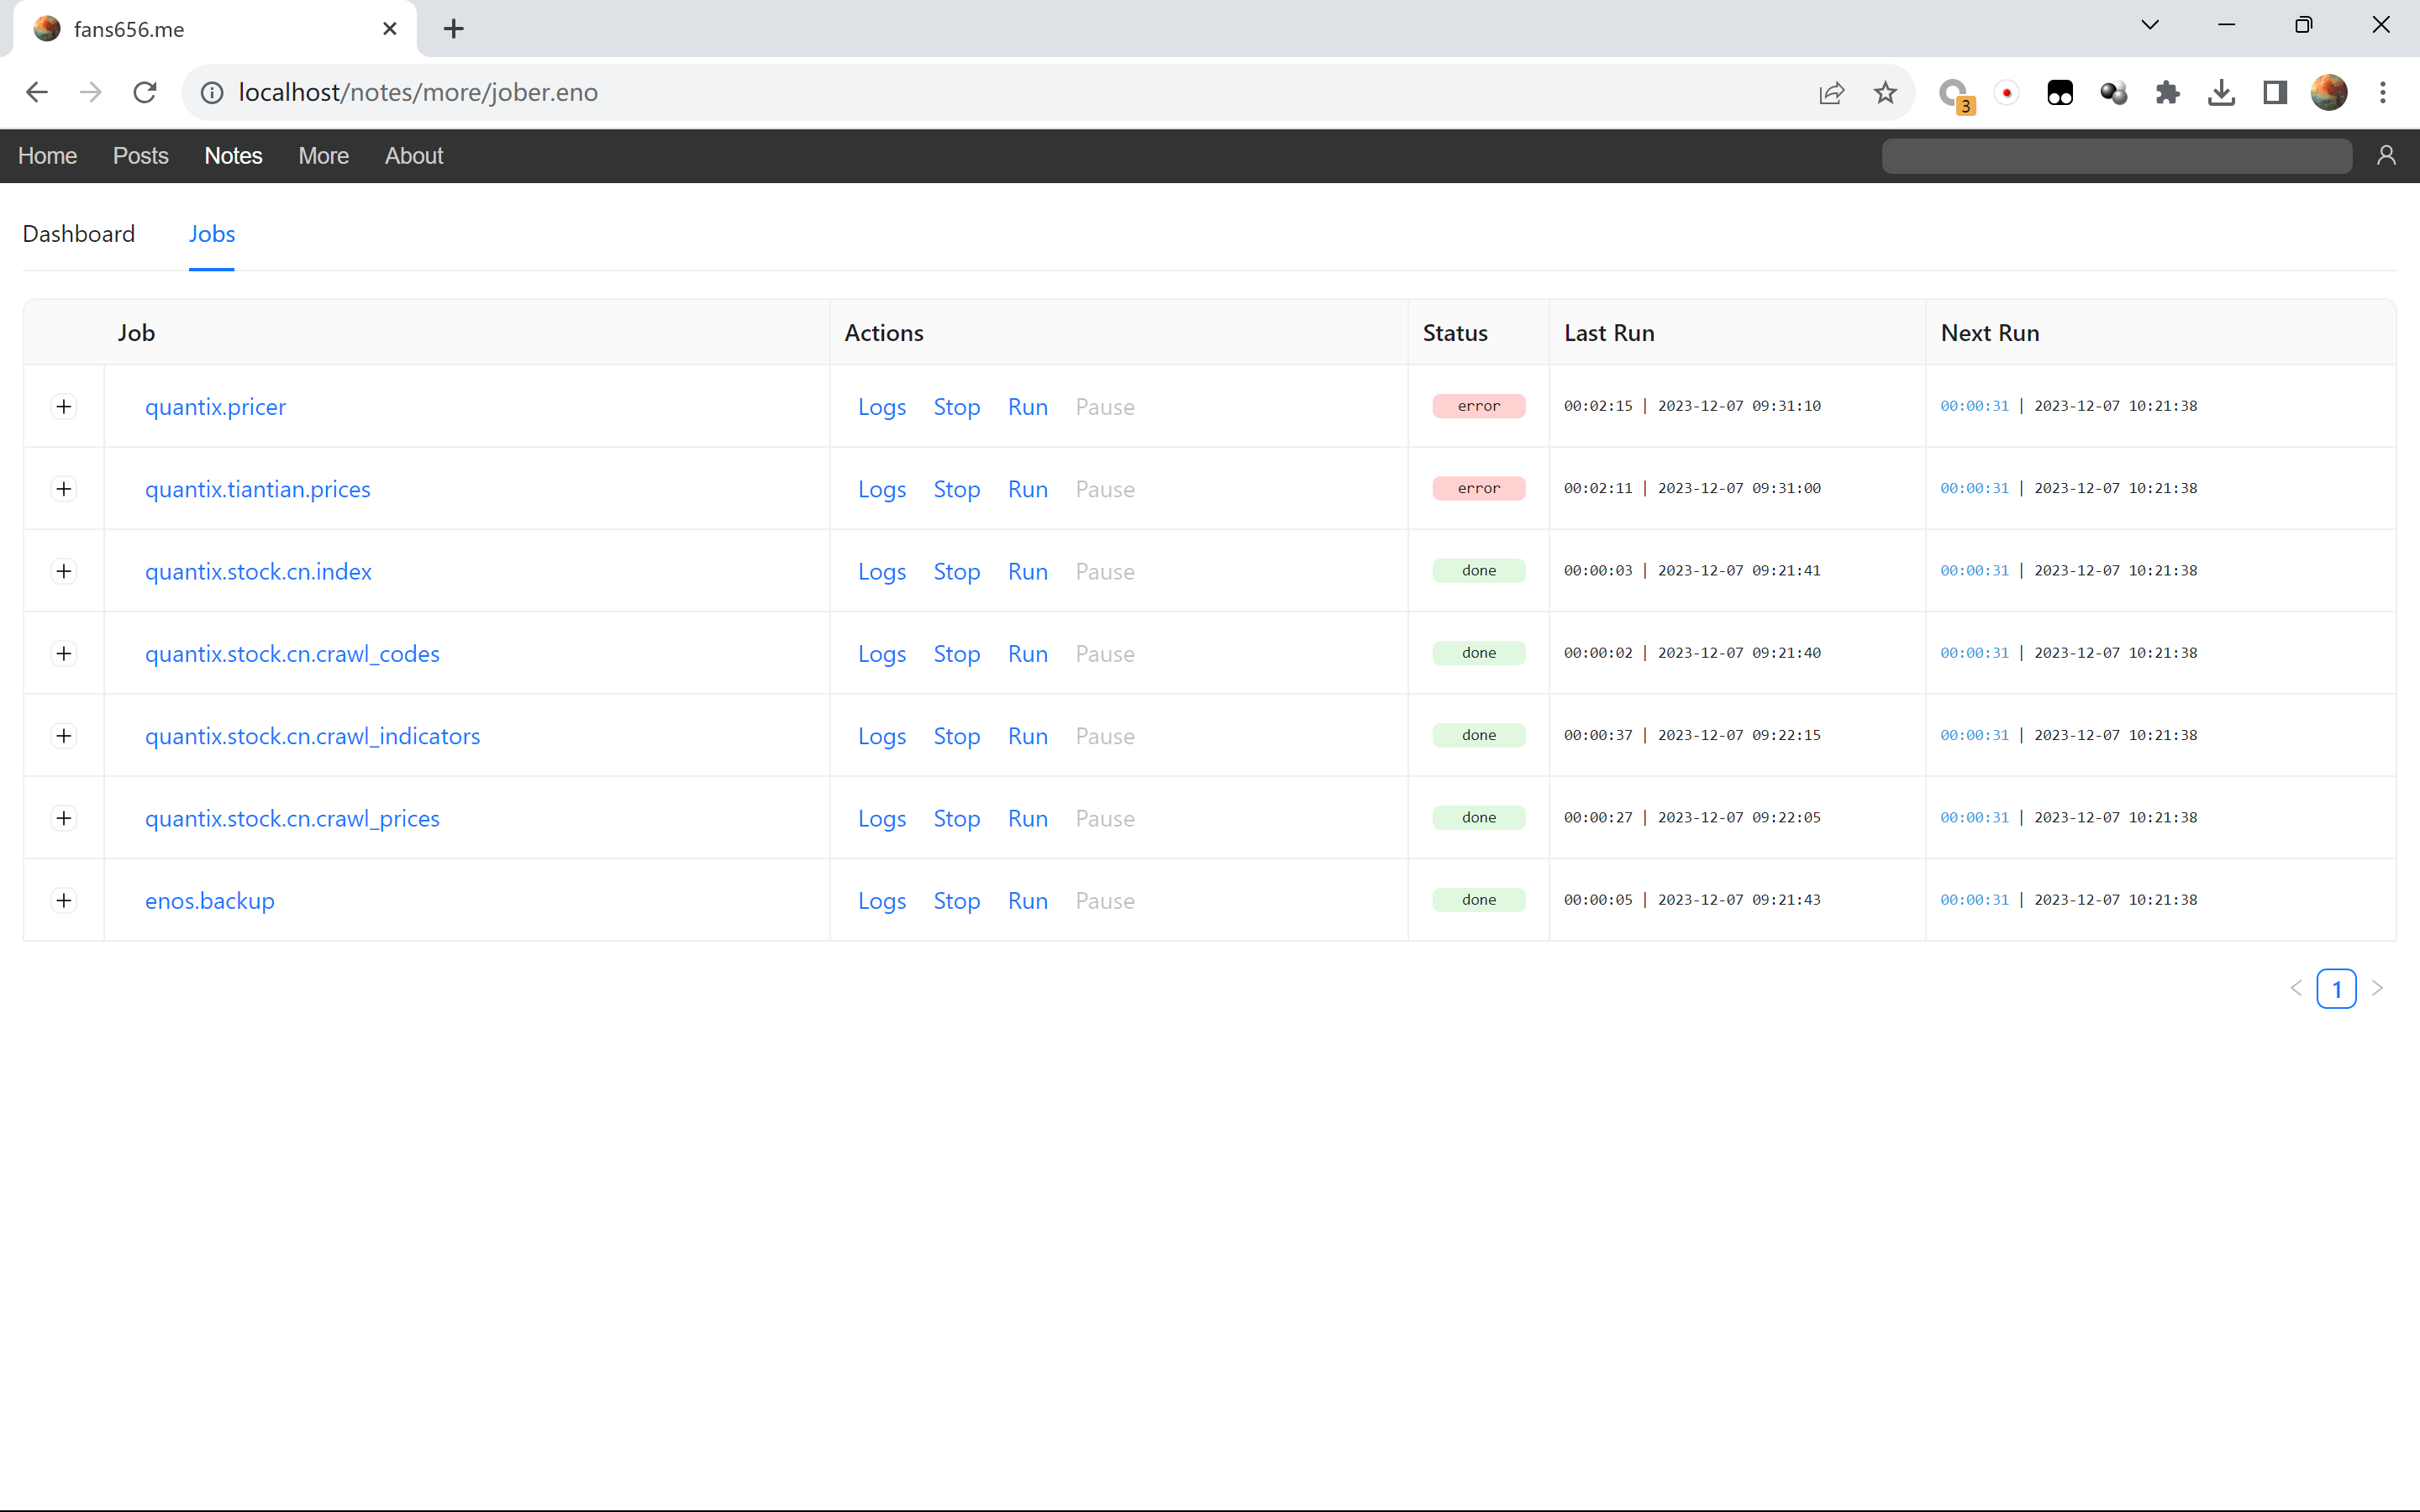 fans656.me
localhost/notes/more/jober.eno
3
Home Posts Notes More About
Dashboard Jobs
Job Actions Status Last Run Next Run
quantix.pricer Logs Stop Run Pause error 00:02:15 | 2023-12-07 09:31:10 00:00:31 | 2023-12-07 10:21:38
quantix.tiantian.prices Logs Stop Run Pause error 00:02:11 | 2023-12-07 09:31:00 00:00:31 | 2023-12-07 10:21:38
quantix.stock.cn.index Logs Stop Run Pause done 00:00:03 | 2023-12-07 09:21:41 00:00:31 | 2023-12-07 10:21:38
quantix.stock.cn.crawl_codes Logs Stop Run Pause done 00:00:02 | 2023-12-07 09:21:40 00:00:31 | 2023-12-07 10:21:38
quantix.stock.cn.crawl_indicators Logs Stop Run Pause done 00:00:37 | 2023-12-07 09:22:15 00:00:31 | 2023-12-07 10:21:38
quantix.stock.cn.crawl_prices Logs Stop Run Pause done 00:00:27 | 2023-12-07 09:22:05 00:00:31 | 2023-12-07 10:21:38
enos.backup Logs Stop Run Pause done 00:00:05 | 2023-12-07 09:21:43 00:00:31 | 2023-12-07 10:21:38
1